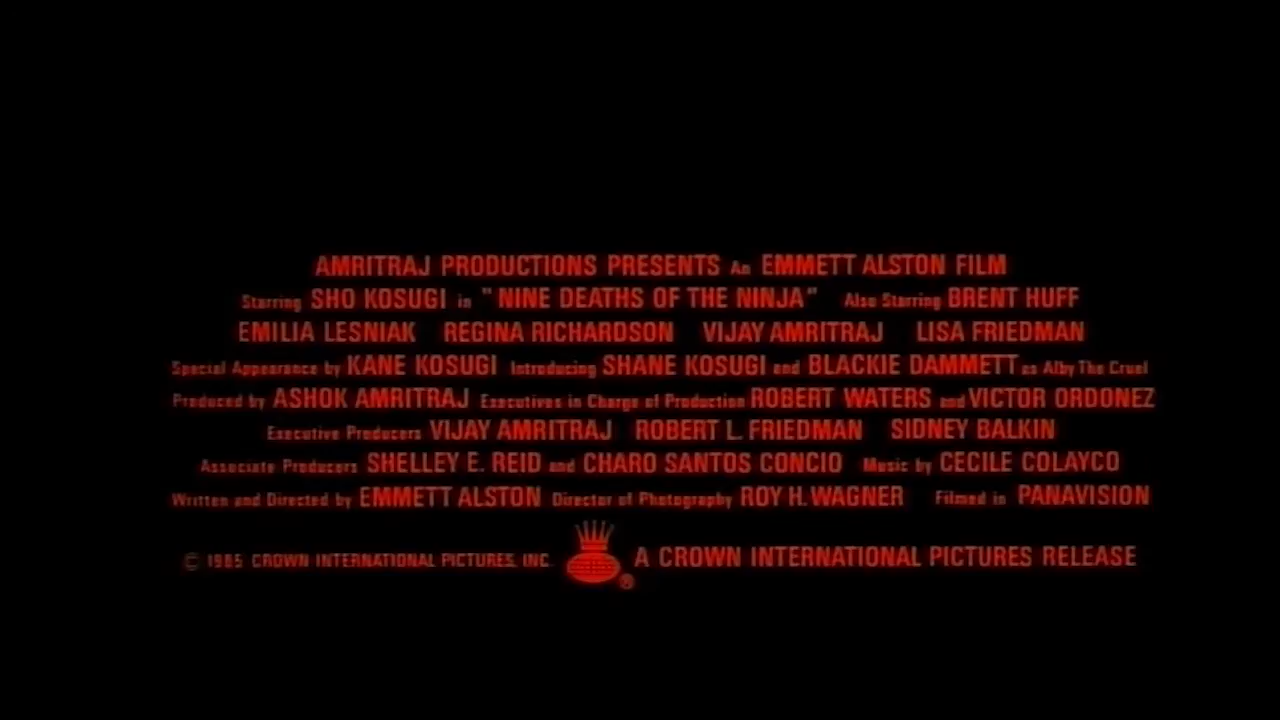 AMRITRAJ PRODUCTIONS PRESENTS An EMMETT ALSTON FILM
Starring SHO KOSUGI in "NINE DEATHS OF THE NINJA" Also Starring BRENT HUFF
EMILIA LESNIAK REGINA RICHARDSON VIJAY AMRITRAJ LISA FRIEDMAN
Special Appearance by KANE KOSUGI Introducing SHANE KOSUGI and BLACKIE DAMMETT as Alby The Cruel
Produced by ASHOK AMRITRAJ Executives in Charge of Production ROBERT WATERS and VICTOR ORDONEZ
Executive Producers VIJAY AMRITRAJ ROBERT L. FRIEDMAN SIDNEY BALKIN
Associate Producers SHELLEY E. REID and CHARO SANTOS CONCIO Music by CECILE COLAYCO
Written and Directed by EMMETT ALSTON Director of Photography ROY H. WAGNER Filmed in PANAVISION
© 1985 CROWN INTERNATIONAL PICTURES, INC. ® A CROWN INTERNATIONAL PICTURES RELEASE